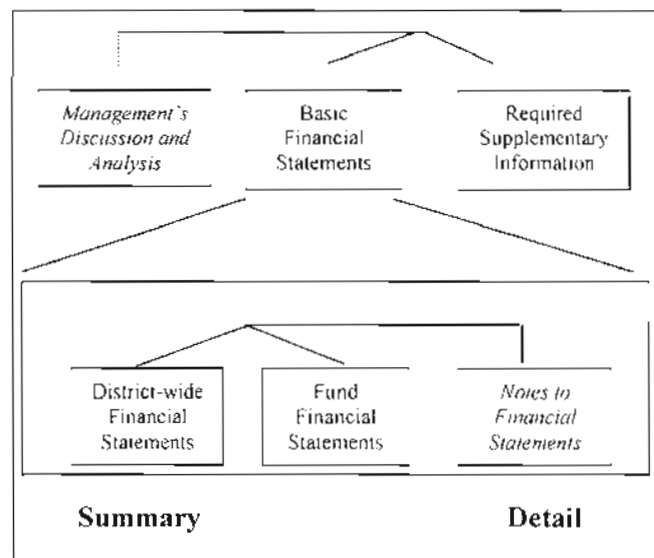 Management's
Discussion and
Analysis
Basic
Financial
Statements
Required
Supplementary
Information
District-wide
Financial
Statements
Fund
Financial
Statements
Notes to
Financial
Statements
Summary
Detail